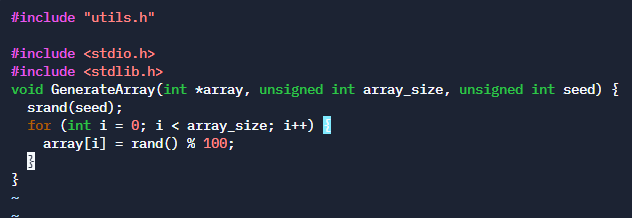 #include "utils.h"

#include <stdio.h>
#include <stdlib.h>
void GenerateArray(int *array, unsigned int array_size, unsigned int seed) {
  srand(seed);
  for (int i = 0; i < array_size; i++) {
    array[i] = rand() % 100;
  }
}
~
~